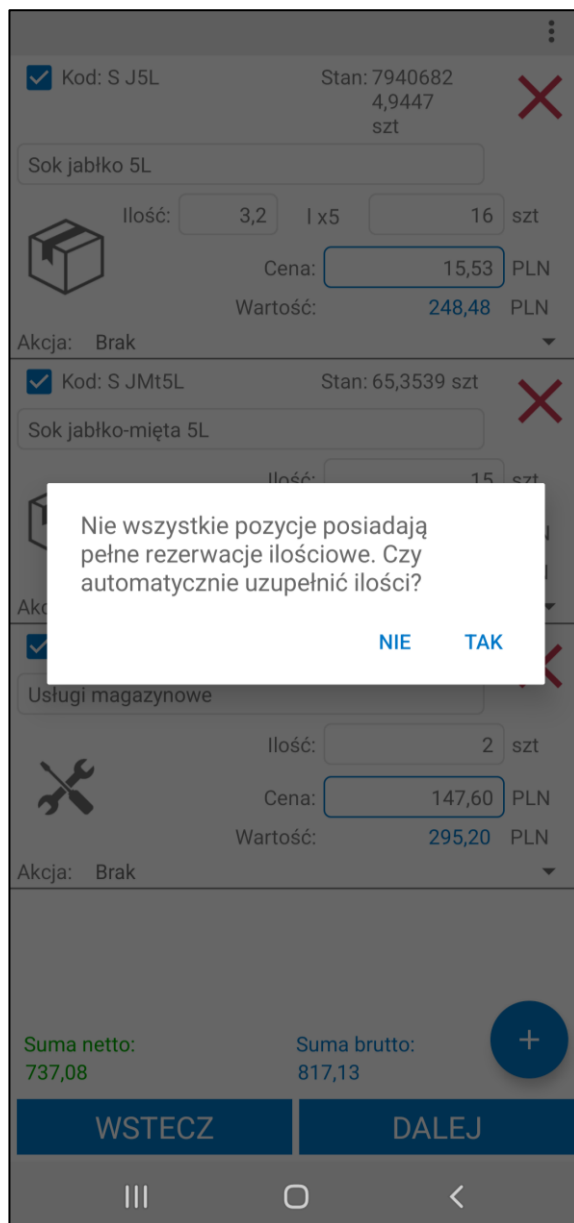 Kod: S J5L Stan: 7940682
4,9447
szt
Sok jabłko 5L
Ilość: 3,2 l x5 16 szt
Cena: 15,53 PLN
Wartość: 248,48 PLN
Akcja: Brak
Kod: S JMt5L Stan: 65,3539 szt
Sok jabłko-mięta 5L
Ilość: 15 szt
Nie wszystkie pozycje posiadają
pełne rezerwacje ilościowe. Czy
automatycznie uzupełnić ilości?
NIE TAK
Usługi magazynowe
Ilość: 2 szt
Cena: 147,60 PLN
Wartość: 295,20 PLN
Akcja: Brak
Suma netto: Suma brutto:
737,08 817,13
+
WSTECZ DALEJ